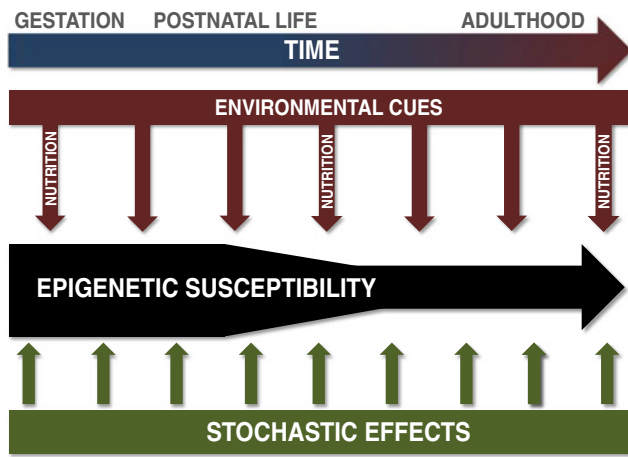 GESTATION POSTNATAL LIFE ADULTHOOD
TIME
ENVIRONMENTAL CUES
NUTRITION NUTRITION NUTRITION
EPIGENETIC SUSCEPTIBILITY
STOCHASTIC EFFECTS